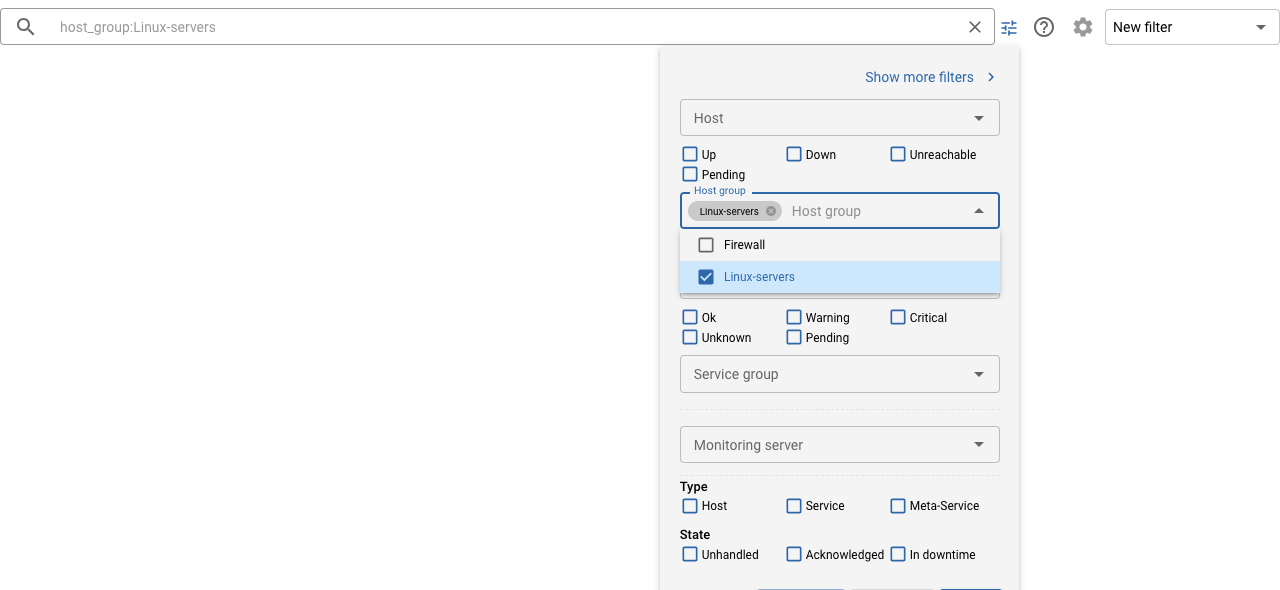 host_group:Linux-servers
New filter
Show more filters
Host
Up Down Unreachable
Pending
Host group
Linux-servers Host group
Firewall
Linux-servers
Ok Warning Critical
Unknown Pending
Service group
Monitoring server
Type
Host Service Meta-Service
State
Unhandled Acknowledged In downtime